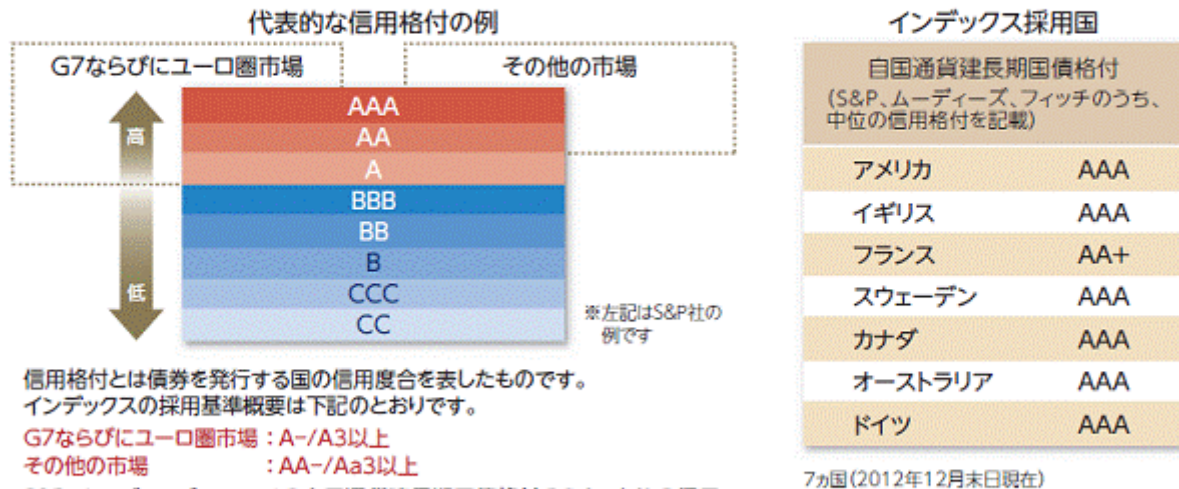 代表的な信用格付の例
G7ならびにユーロ圏市場
その他の市場
高
低
AAA
AA
A
BBB
BB
B
CCC
CC
※左記はS&P社の
例です
信用格付とは債券を発行する国の信用度合を表したものです。
インデックスの採用基準概要は下記のとおりです。
G7ならびにユーロ圏市場：A-/A3以上
その他の市場：AA-/Aa3以上
インデックス採用国
自国通貨建長期国債格付
(S&P、ムーディーズ、フィッチのうち、
中位の信用格付を記載)
アメリカ AAA
イギリス AAA
フランス AA+
スウェーデン AAA
カナダ AAA
オーストラリア AAA
ドイツ AAA
7ヵ国(2012年12月末日現在)